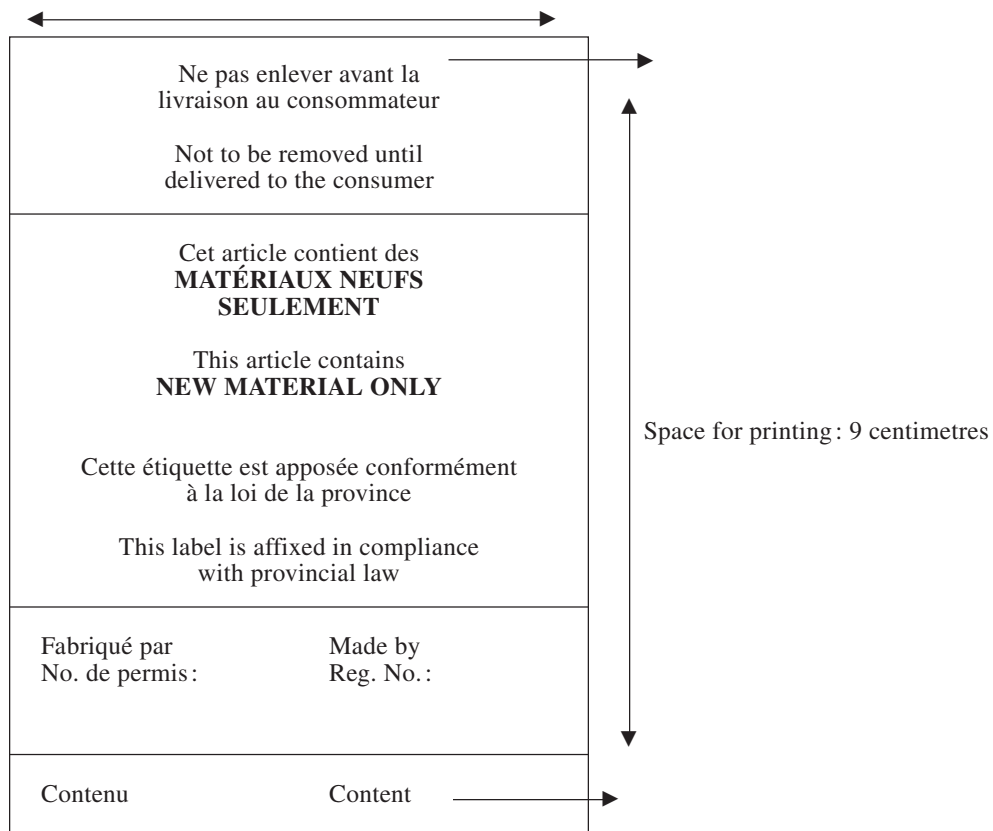 Ne pas enlever avant la
livraison au consommateur
Not to be removed until
delivered to the consumer
Cet article contient des
MATÉRIAUX NEUFS
SEULEMENT
This article contains
NEW MATERIAL ONLY
Space for printing: 9 centimetres
Cette étiquette est apposée conformément
à la loi de la province
This label is affixed in compliance
with provincial law
Fabriqué par Made by
No. de permis: Reg. No.:
Contenu Content